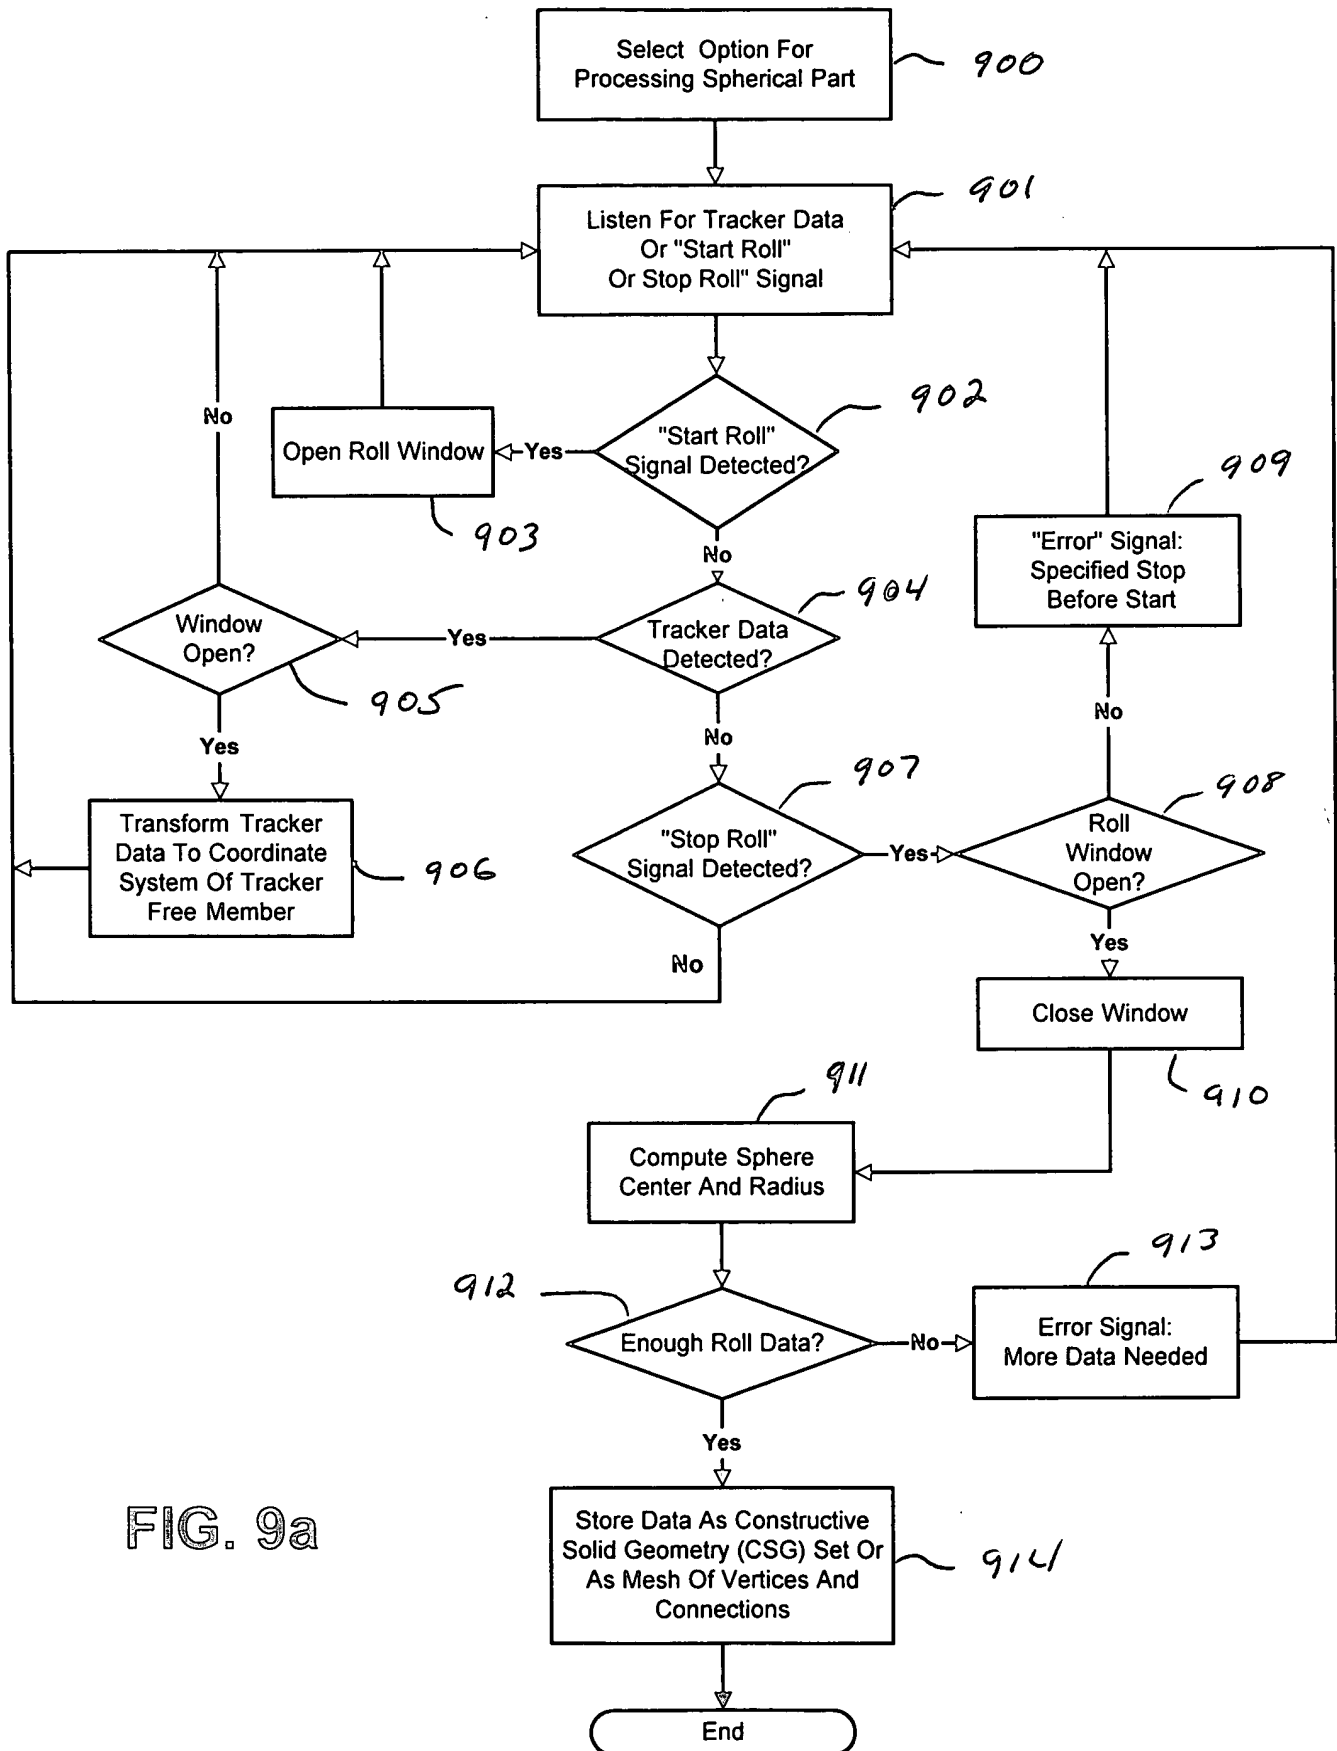 Select Option For
Processing Spherical Part
900
Listen For Tracker Data
Or "Start Roll"
Or Stop Roll" Signal
901
"Start Roll"
Signal Detected?
902
Yes
Open Roll Window
903
No
No
Tracker Data
Detected?
904
Yes
Window
Open?
905
Yes
Transform Tracker
Data To Coordinate
System Of Tracker
Free Member
906
No
"Stop Roll"
Signal Detected?
907
No
Yes
Roll
Window
Open?
908
No
"Error" Signal:
Specified Stop
Before Start
909
Yes
Close Window
910
Compute Sphere
Center And Radius
911
Enough Roll Data?
912
No
Error Signal:
More Data Needed
913
Yes
Store Data As Constructive
Solid Geometry (CSG) Set Or
As Mesh Of Vertices And
Connections
914
End
FIG. 9a